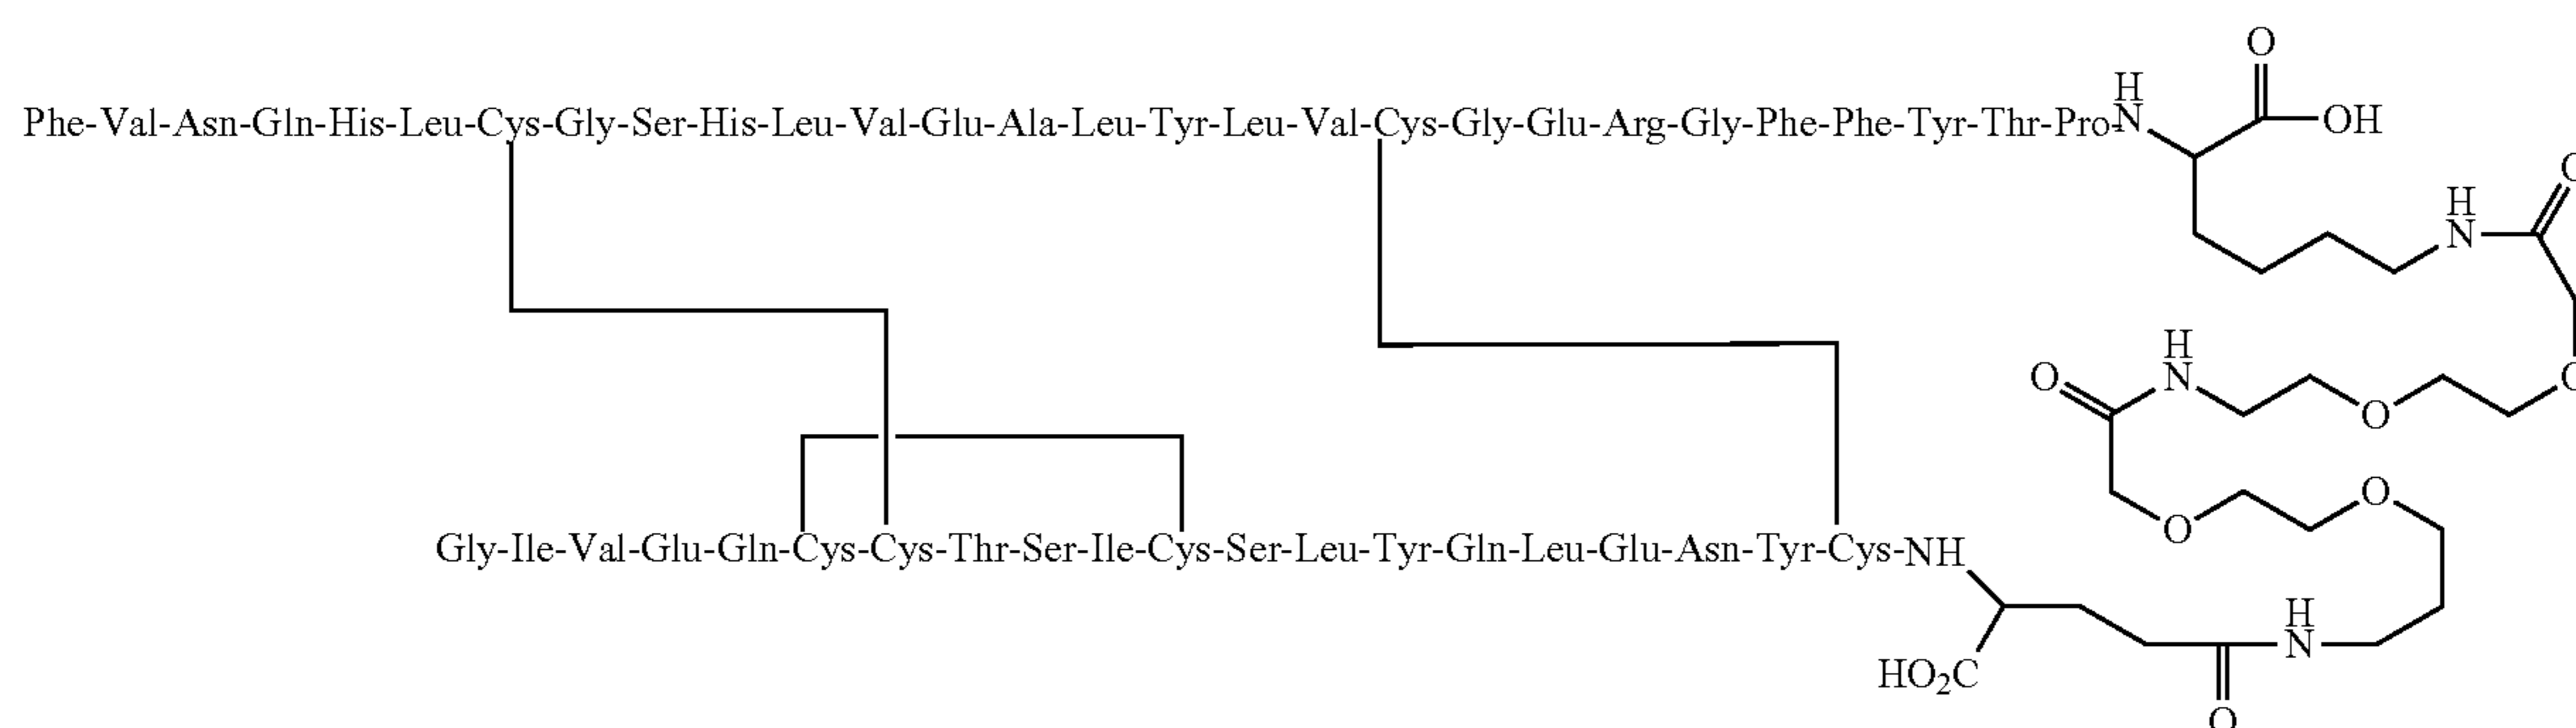 O
Phe-Val-Asn-Gln-His-Leu-Cys-Gly-Ser-His-Leu-Val-Glu-Ala-Leu-Tyr-Leu-Val-Cys-Gly-Glu-Arg-Gly-Phe-Phe-Tyr-Thr-Pro-N H OH
O
H
N
H
O N O O
O O
Gly-Ile-Val-Glu-Gln-Cys-Cys-Thr-Ser-Ile-Cys-Ser-Leu-Tyr-Gln-Leu-Glu-Asn-Tyr-Cys-NH
H
N
HO₂C
O